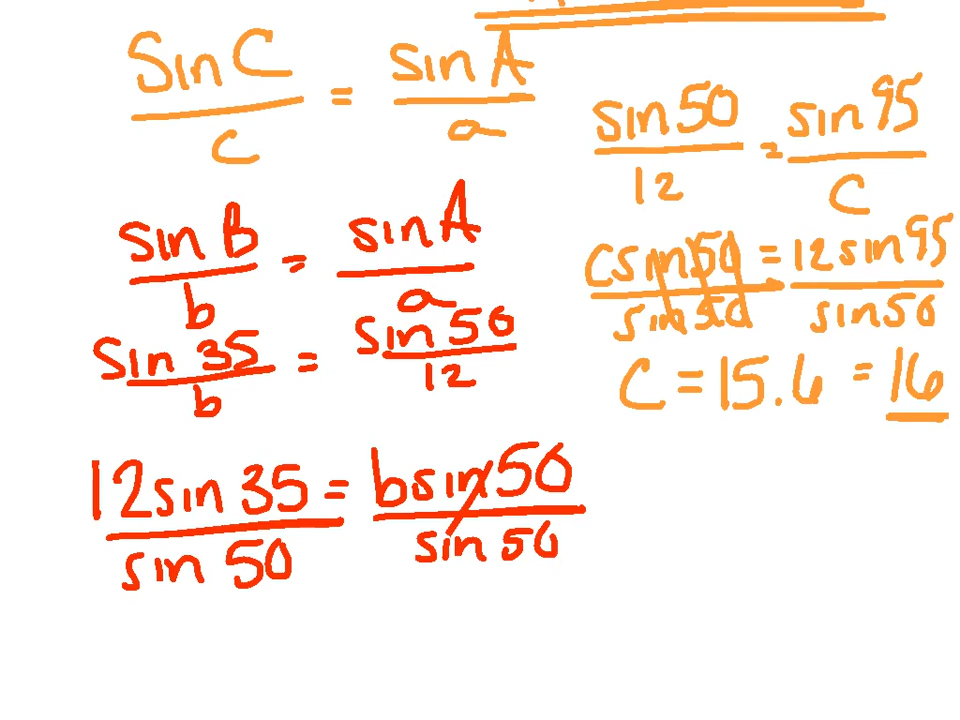 sin C / c = sin A / a
sin B / b = sin A / a
sin 35 / b = sin 50 / 12
12 sin 35 / sin 50 = b sin 50 / sin 50
sin 50 / 12 = sin 95 / C
C sin 50 / sin 50 = 12 sin 95 / sin 50
C = 15.6 = 16